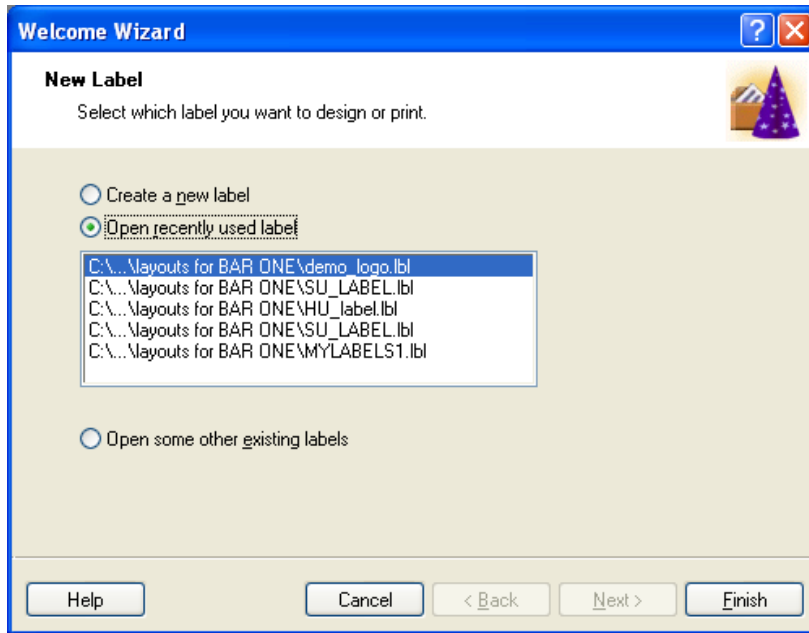 Welcome Wizard
New Label
Select which label you want to design or print.
Create a new label
Open recently used label
C:\...\layouts for BAR ONE\demo_logo.lbl
C:\...\layouts for BAR ONE\SU_LABEL.lbl
C:\...\layouts for BAR ONE\HU_label.lbl
C:\...\layouts for BAR ONE\SU_LABEL.lbl
C:\...\layouts for BAR ONE\MYLABELS1.lbl
Open some other existing labels
Help Cancel < Back Next > Finish